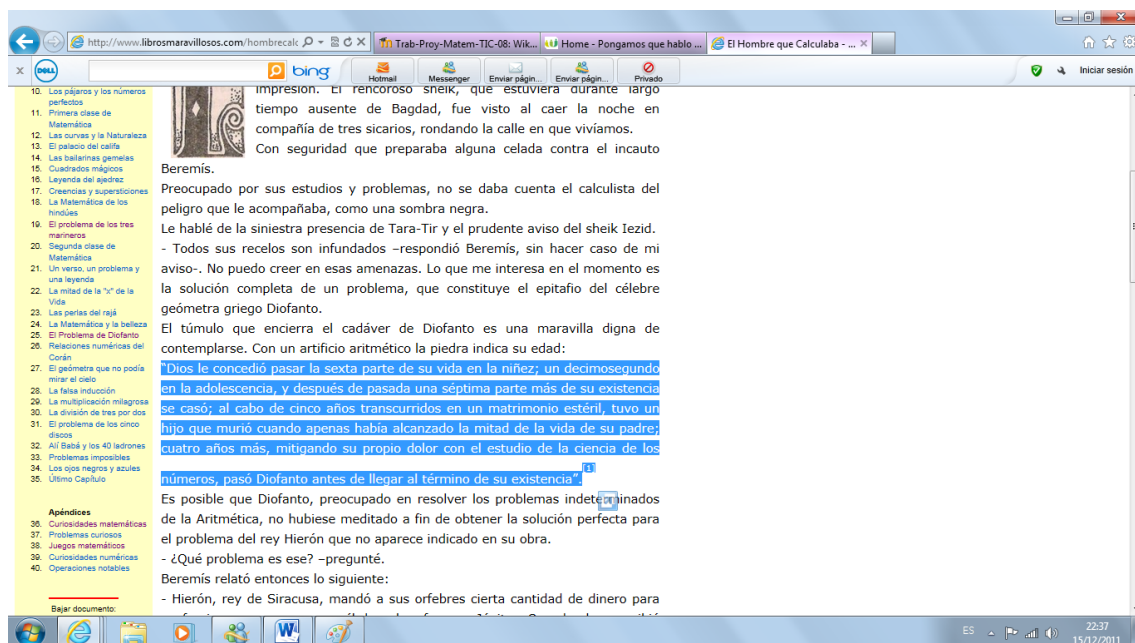 http://www.librosmaravillosos.com/hombrecalc
Trab-Proy-Matem-TIC-08: Wik...
Home - Pongamos que hablo ...
El Hombre que Calculaba - ...
x
DELL
bing
Hotmail
Messenger
Enviar págin...
Enviar págin...
Privado
Iniciar sesión
10. Los pájaros y los números
perfectos
11. Primera clase de
Matemática
12. Las curvas y la Naturaleza
13. El palacio del califa
14. Las bailarinas gemelas
15. Cuadrados mágicos
16. Leyenda del ajedrez
17. Creencias y supersticiones
18. La Matemática de los
hindúes
19. El problema de los tres
marineros
20. Segunda clase de
Matemática
21. Un verso, un problema y
una leyenda
22. La mitad de la "x" de la
Vida
23. Las perlas del rajá
24. La Matemática y la belleza
25. El Problema de Diofanto
26. Relaciones numéricas del
Corán
27. El geómetra que no podía
mirar el cielo
28. La falsa inducción
29. La multiplicación milagrosa
30. La división de tres por dos
31. El problema de los cinco
discos
32. Alí Babá y los 40 ladrones
33. Problemas imposibles
34. Los ojos negros y azules
35. Último Capítulo
Apéndices
36. Curiosidades matemáticas
37. Problemas curiosos
38. Juegos matemáticos
39. Curiosidades numéricas
40. Operaciones notables
Bajar documento:
impresión. El rencoroso sheik, que estuviera durante largo
tiempo ausente de Bagdad, fue visto al caer la noche en
compañía de tres sicarios, rondando la calle en que vivíamos.
Con seguridad que preparaba alguna celada contra el incauto
Beremís.
Preocupado por sus estudios y problemas, no se daba cuenta el calculista del
peligro que le acompañaba, como una sombra negra.
Le hablé de la siniestra presencia de Tara-Tir y el prudente aviso del sheik Iezid.
- Todos sus recelos son infundados –respondió Beremís, sin hacer caso de mi
aviso-. No puedo creer en esas amenazas. Lo que me interesa en el momento es
la solución completa de un problema, que constituye el epitafio del célebre
geómetra griego Diofanto.
El túmulo que encierra el cadáver de Diofanto es una maravilla digna de
contemplarse. Con un artificio aritmético la piedra indica su edad:
"Dios le concedió pasar la sexta parte de su vida en la niñez; un decimosegundo
en la adolescencia, y después de pasada una séptima parte más de su existencia
se casó; al cabo de cinco años transcurridos en un matrimonio estéril, tuvo un
hijo que murió cuando apenas había alcanzado la mitad de la vida de su padre;
cuatro años más, mitigando su propio dolor con el estudio de la ciencia de los
números, pasó Diofanto antes de llegar al término de su existencia".[1]
Es posible que Diofanto, preocupado en resolver los problemas indeterminados
de la Aritmética, no hubiese meditado a fin de obtener la solución perfecta para
el problema del rey Hierón que no aparece indicado en su obra.
- ¿Qué problema es ese? –pregunté.
Beremís relató entonces lo siguiente:
- Hierón, rey de Siracusa, mandó a sus orfebres cierta cantidad de dinero para
ES
22:37
15/12/2011